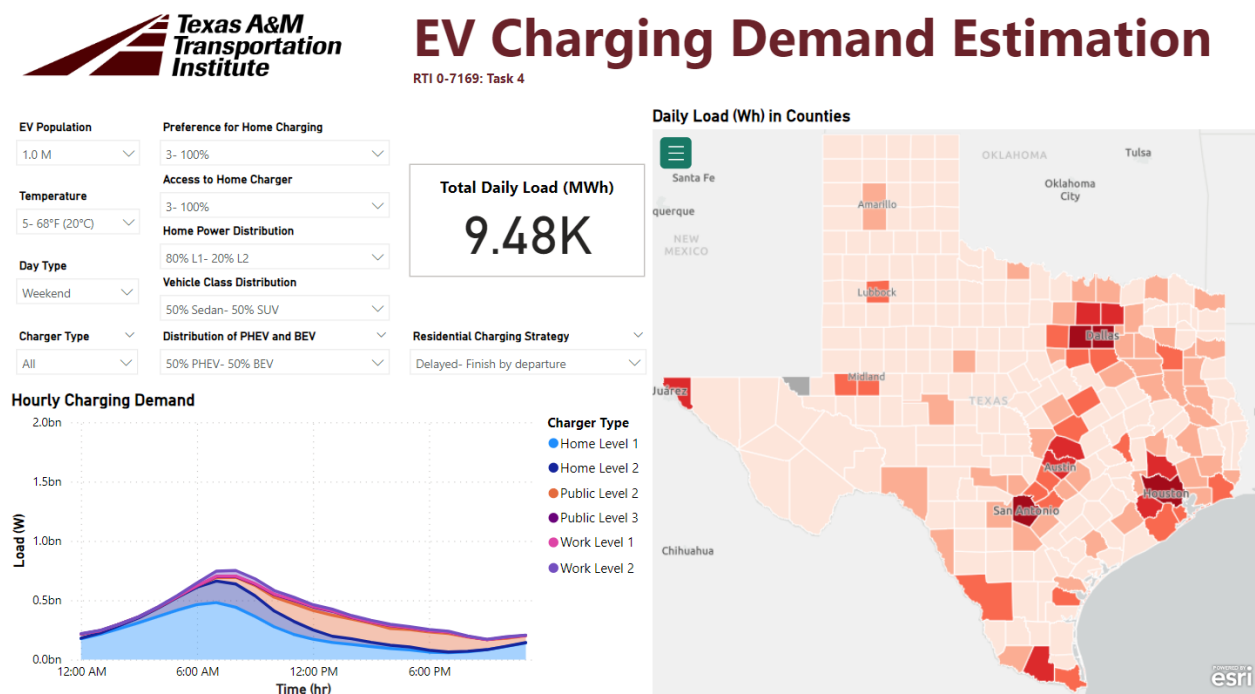 Texas A&M
Transportation
Institute
EV Charging Demand Estimation
RTI 0-7169: Task 4
EV Population
1.0 M
Temperature
5- 68°F (20°C)
Day Type
Weekend
Charger Type
All
Preference for Home Charging
3- 100%
Access to Home Charger
3- 100%
Home Power Distribution
80% L1- 20% L2
Vehicle Class Distribution
50% Sedan- 50% SUV
Distribution of PHEV and BEV
50% PHEV- 50% BEV
Total Daily Load (MWh)
9.48K
Residential Charging Strategy
Delayed- Finish by departure
Hourly Charging Demand
2.0bn
1.5bn
1.0bn
0.5bn
0.0bn
Load (W)
12:00 AM
6:00 AM
12:00 PM
6:00 PM
Time (hr)
Charger Type
Home Level 1
Home Level 2
Public Level 2
Public Level 3
Work Level 1
Work Level 2
Daily Load (Wh) in Counties
OKLAHOMA
Tulsa
Santa Fe
Oklahoma
City
Amarillo
querque
NEW
MEXICO
Lubbock
Dallas
Midland
Juárez
TEXAS
Austin
Houston
San Antonio
Chihuahua
POWERED BY
esri